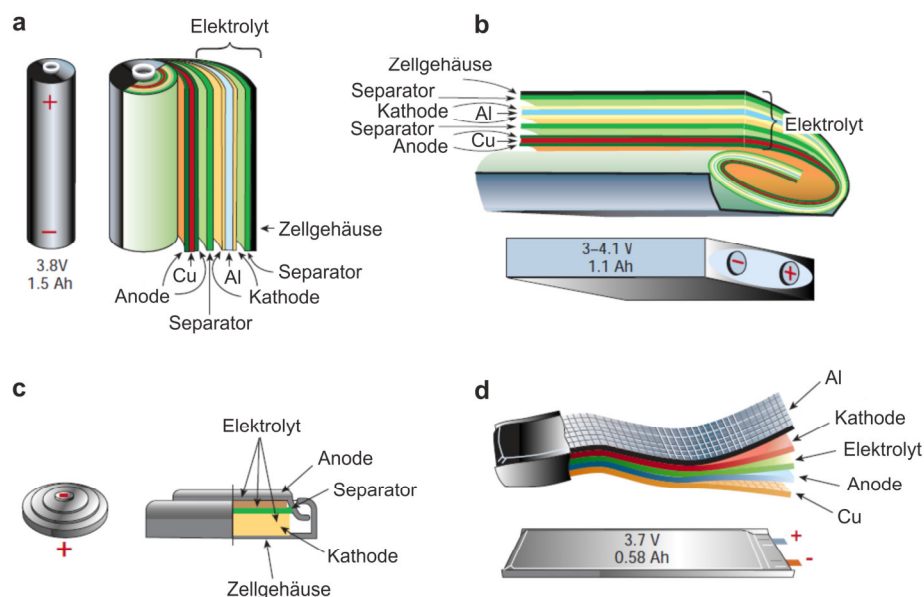 a
Elektrolyt
+
−
3.8V
1.5 Ah
Zellgehäuse
Cu
Al
Separator
Anode
Kathode
Separator
b
Zellgehäuse
Separator
Kathode
Al
Separator
Cu
Anode
Elektrolyt
3–4.1 V
1.1 Ah
−
+
c
Elektrolyt
Anode
Separator
Kathode
Zellgehäuse
−
+
d
Al
Kathode
Elektrolyt
Anode
Cu
3.7 V
0.58 Ah
+
-